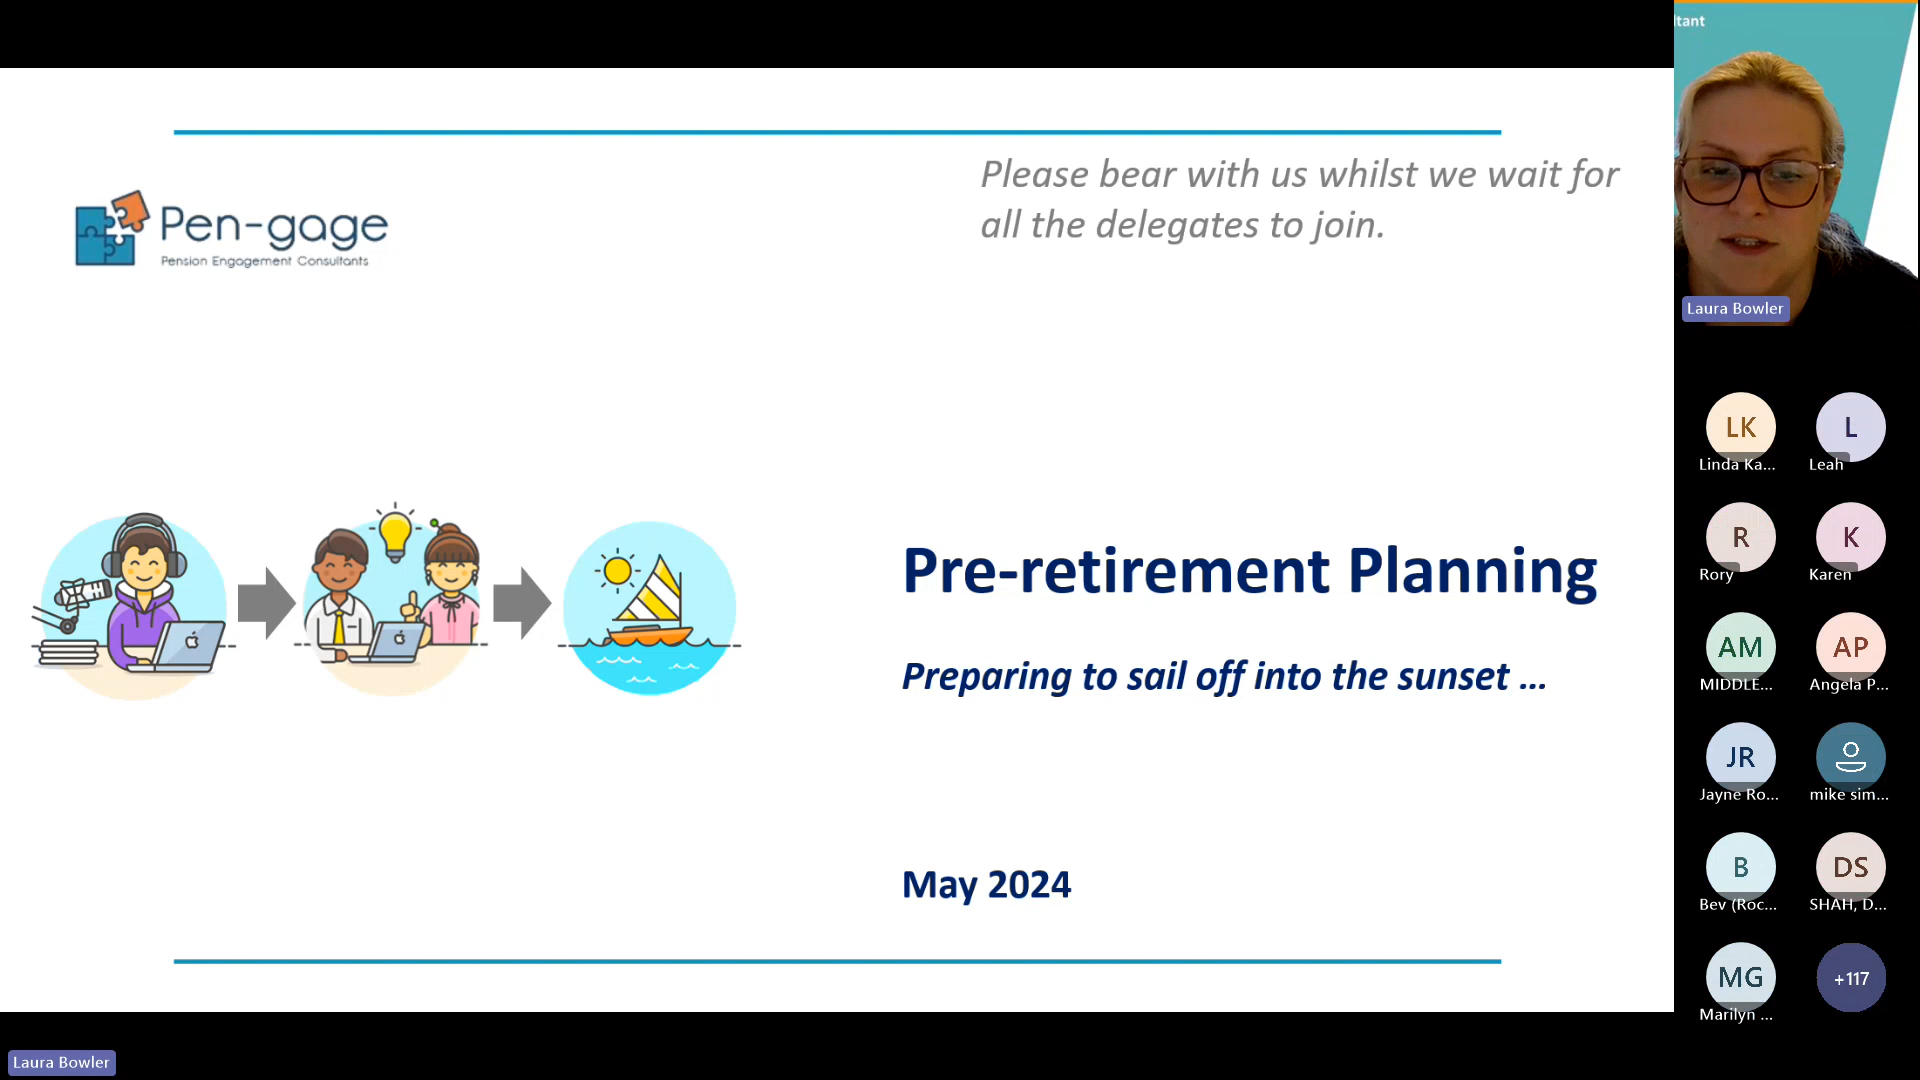 ltant
Please bear with us whilst we wait for
all the delegates to join.
Pen-gage
Pension Engagement Consultants
Pre-retirement Planning
Preparing to sail off into the sunset ...
May 2024
Laura Bowler
LK
Linda Ka...
L
Leah
R
Rory
K
Karen
AM
MIDDLE...
AP
Angela P...
JR
Jayne Ro...
mike sim...
B
Bev (Roc...
DS
SHAH, D...
MG
Marilyn ...
+117
Laura Bowler